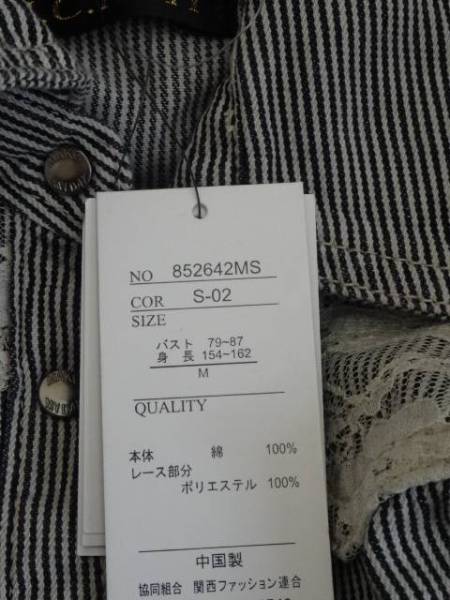 NO 852642MS
COR S-02
SIZE
バスト 79~87
身 長 154~162
M
QUALITY
本体 綿 100%
レース部分
ポリエステル 100%
中国製
協同組合 関西ファッション連合